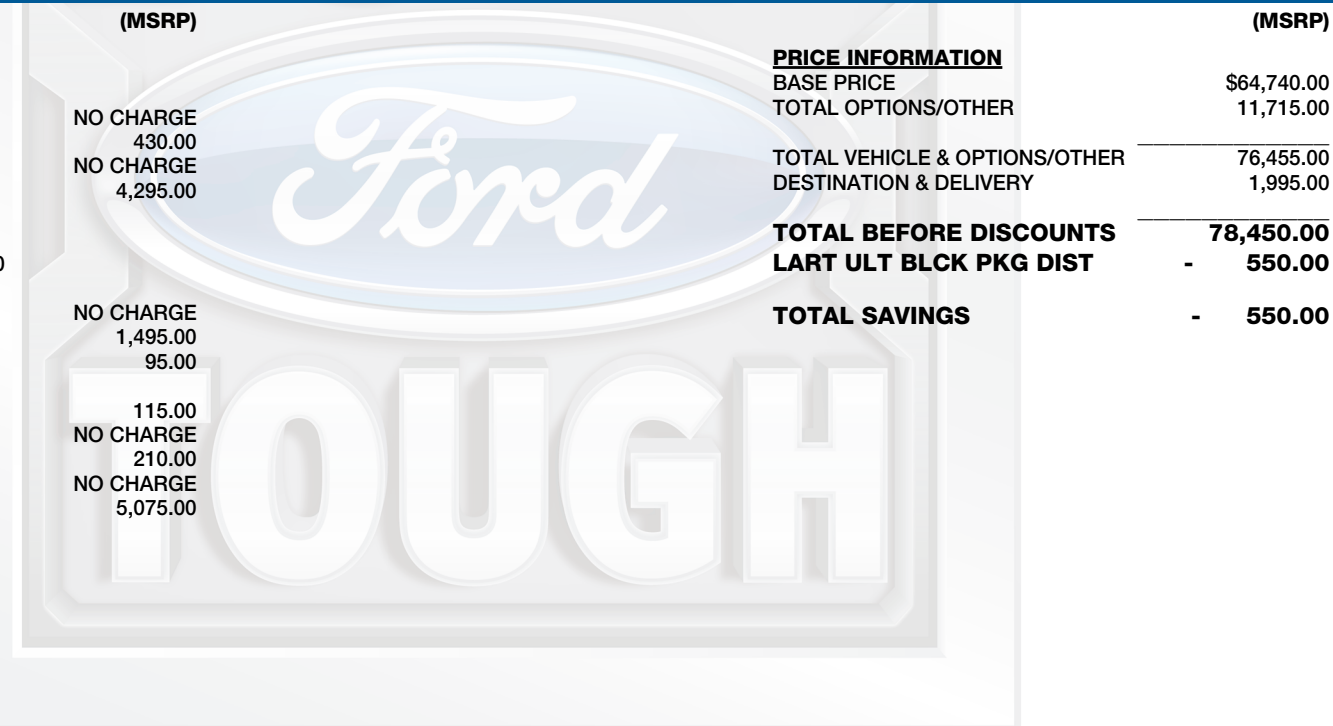 (MSRP)
NO CHARGE
430.00
NO CHARGE
4,295.00
0
NO CHARGE
1,495.00
95.00
115.00
NO CHARGE
210.00
NO CHARGE
5,075.00
Ford
TOUGH
(MSRP)
PRICE INFORMATION
BASE PRICE $64,740.00
TOTAL OPTIONS/OTHER 11,715.00
TOTAL VEHICLE & OPTIONS/OTHER 76,455.00
DESTINATION & DELIVERY 1,995.00
TOTAL BEFORE DISCOUNTS 78,450.00
LART ULT BLCK PKG DIST - 550.00
TOTAL SAVINGS - 550.00